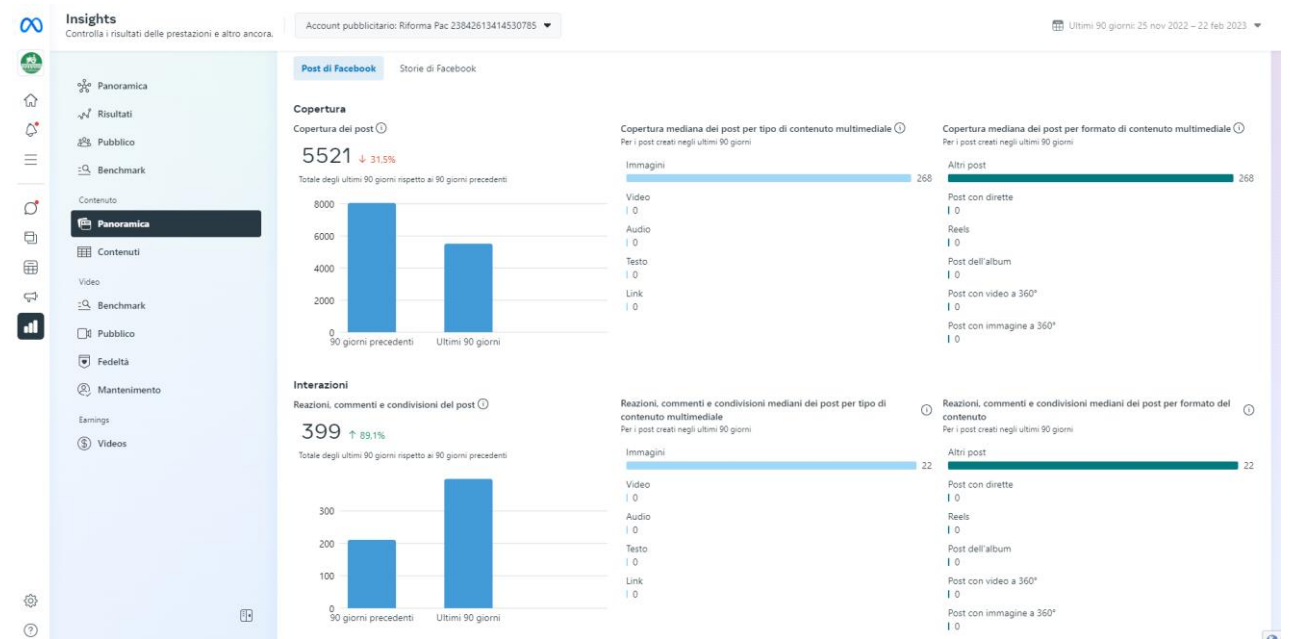 Insights
Controlla i risultati delle prestazioni e altro ancora.
Account pubblicitario: Riforma Pac 23842613414530785
Ultimi 90 giorni: 25 nov 2022 – 22 feb 2023
Panoramica
Risultati
Pubblico
Benchmark
Contenuto
Panoramica
Contenuti
Video
Benchmark
Pubblico
Fedeltà
Mantenimento
Earnings
Videos
Post di Facebook
Storie di Facebook
Copertura
Copertura dei post
5521 ↓ 31,5%
Totale degli ultimi 90 giorni rispetto ai 90 giorni precedenti
8000
6000
4000
2000
0
90 giorni precedenti
Ultimi 90 giorni
Copertura mediana dei post per tipo di contenuto multimediale
Per i post creati negli ultimi 90 giorni
Immagini
268
Video
0
Audio
0
Testo
0
Link
0
Copertura mediana dei post per formato di contenuto multimediale
Per i post creati negli ultimi 90 giorni
Altri post
268
Post con dirette
0
Reels
0
Post dell'album
0
Post con video a 360°
0
Post con immagine a 360°
0
Interazioni
Reazioni, commenti e condivisioni del post
399 ↑ 89,1%
Totale degli ultimi 90 giorni rispetto ai 90 giorni precedenti
300
200
100
0
90 giorni precedenti
Ultimi 90 giorni
Reazioni, commenti e condivisioni mediani dei post per tipo di
contenuto multimediale
Per i post creati negli ultimi 90 giorni
Immagini
22
Video
0
Audio
0
Testo
0
Link
0
Reazioni, commenti e condivisioni mediani dei post per formato del
contenuto
Per i post creati negli ultimi 90 giorni
Altri post
22
Post con dirette
0
Reels
0
Post dell'album
0
Post con video a 360°
0
Post con immagine a 360°
0